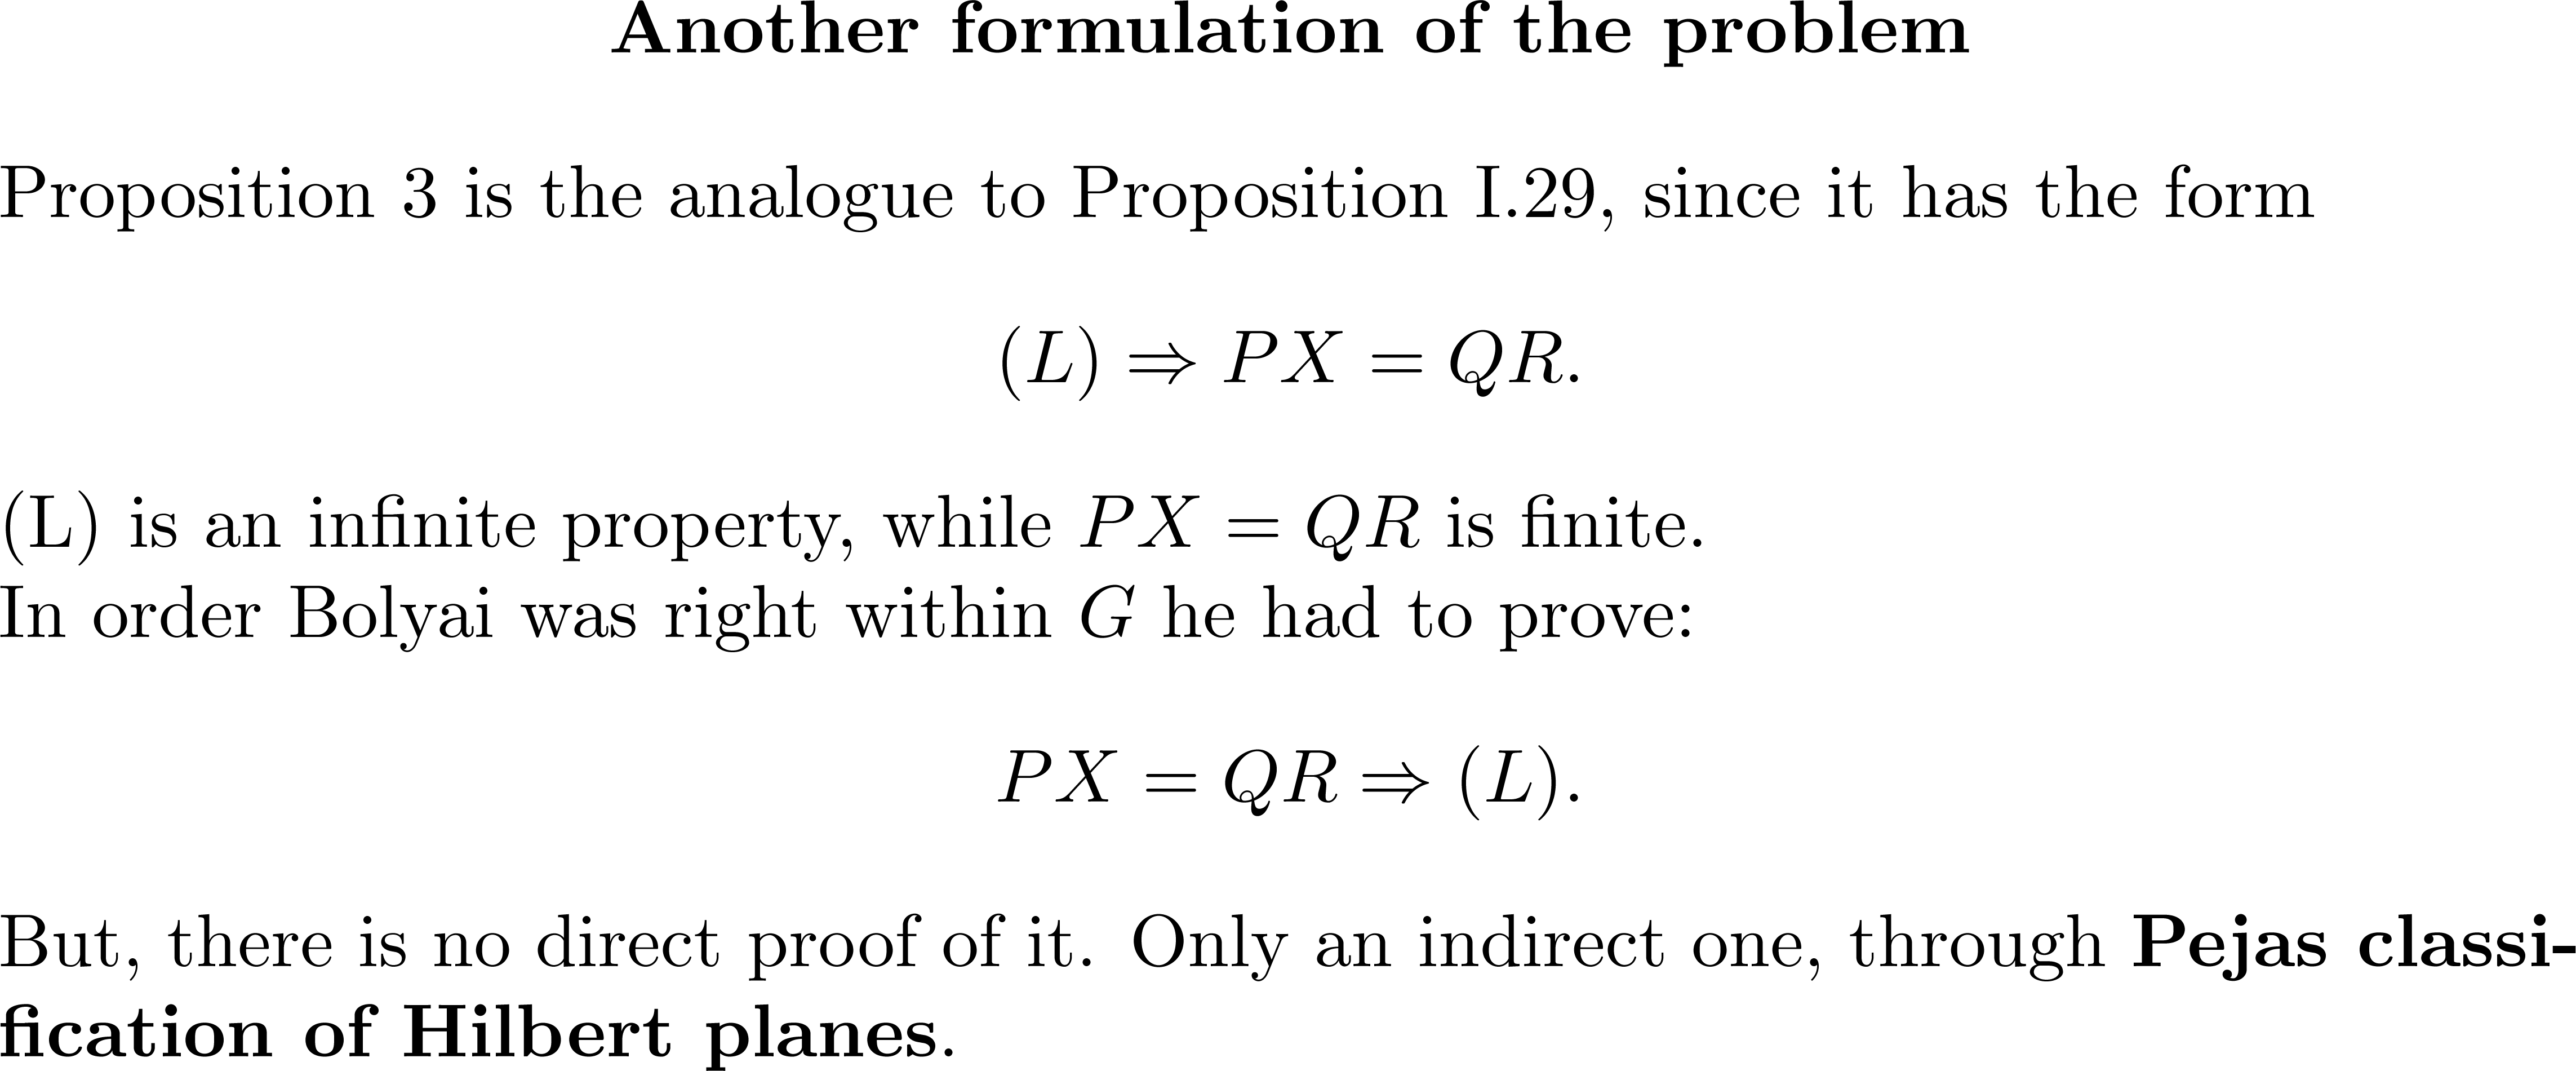 Another formulation of the problem
Proposition 3 is the analogue to Proposition I.29, since it has the form
(L) ⇒ PX = QR.
(L) is an infinite property, while PX = QR is finite.
In order Bolyai was right within G he had to prove:
PX = QR ⇒ (L).
But, there is no direct proof of it. Only an indirect one, through Pejas classi-
fication of Hilbert planes.